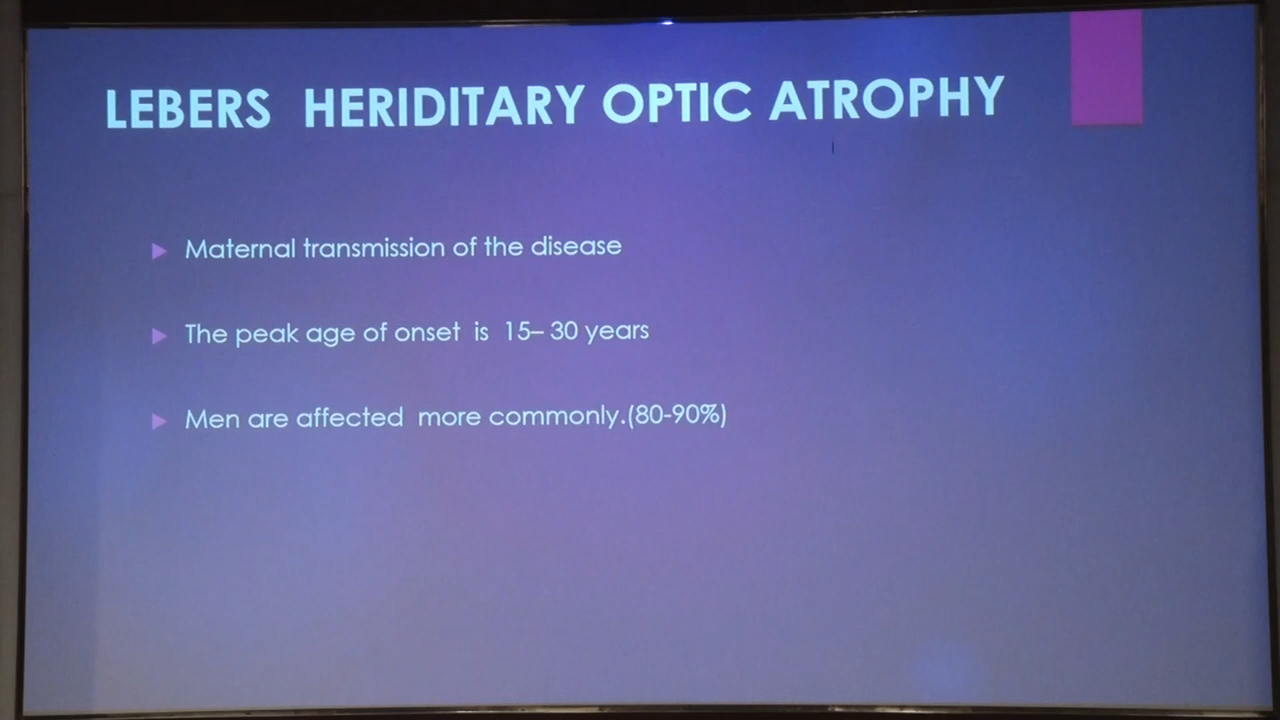 LEBERS HERIDITARY OPTIC ATROPHY
Maternal transmission of the disease
The peak age of onset is 15– 30 years
Men are affected more commonly.(80-90%)